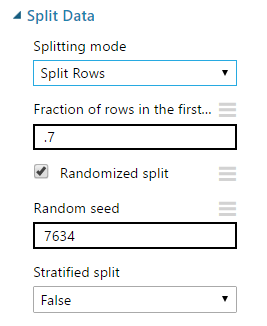 Split Data
Splitting mode
Split Rows
Fraction of rows in the first...
.7
Randomized split
Random seed
7634
Stratified split
False